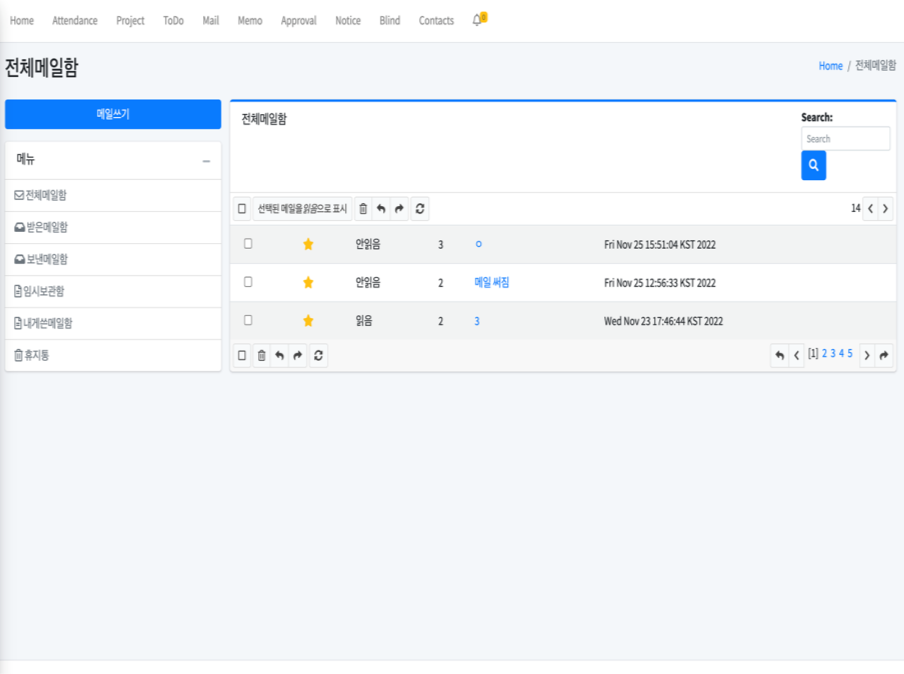 Home Attendance Project ToDo Mail Memo Approval Notice Blind Contacts 0
전체메일함
Home / 전체메일함
메일쓰기
메뉴
전체메일함
받은메일함
보낸메일함
임시보관함
내게쓴메일함
휴지통
전체메일함
Search:
Search
선택된 메일을 읽음으로 표시
14
안읽음 3 o Fri Nov 25 15:51:04 KST 2022
안읽음 2 메일 써짐 Fri Nov 25 12:56:33 KST 2022
읽음 2 3 Wed Nov 23 17:46:44 KST 2022
[1] 2 3 4 5